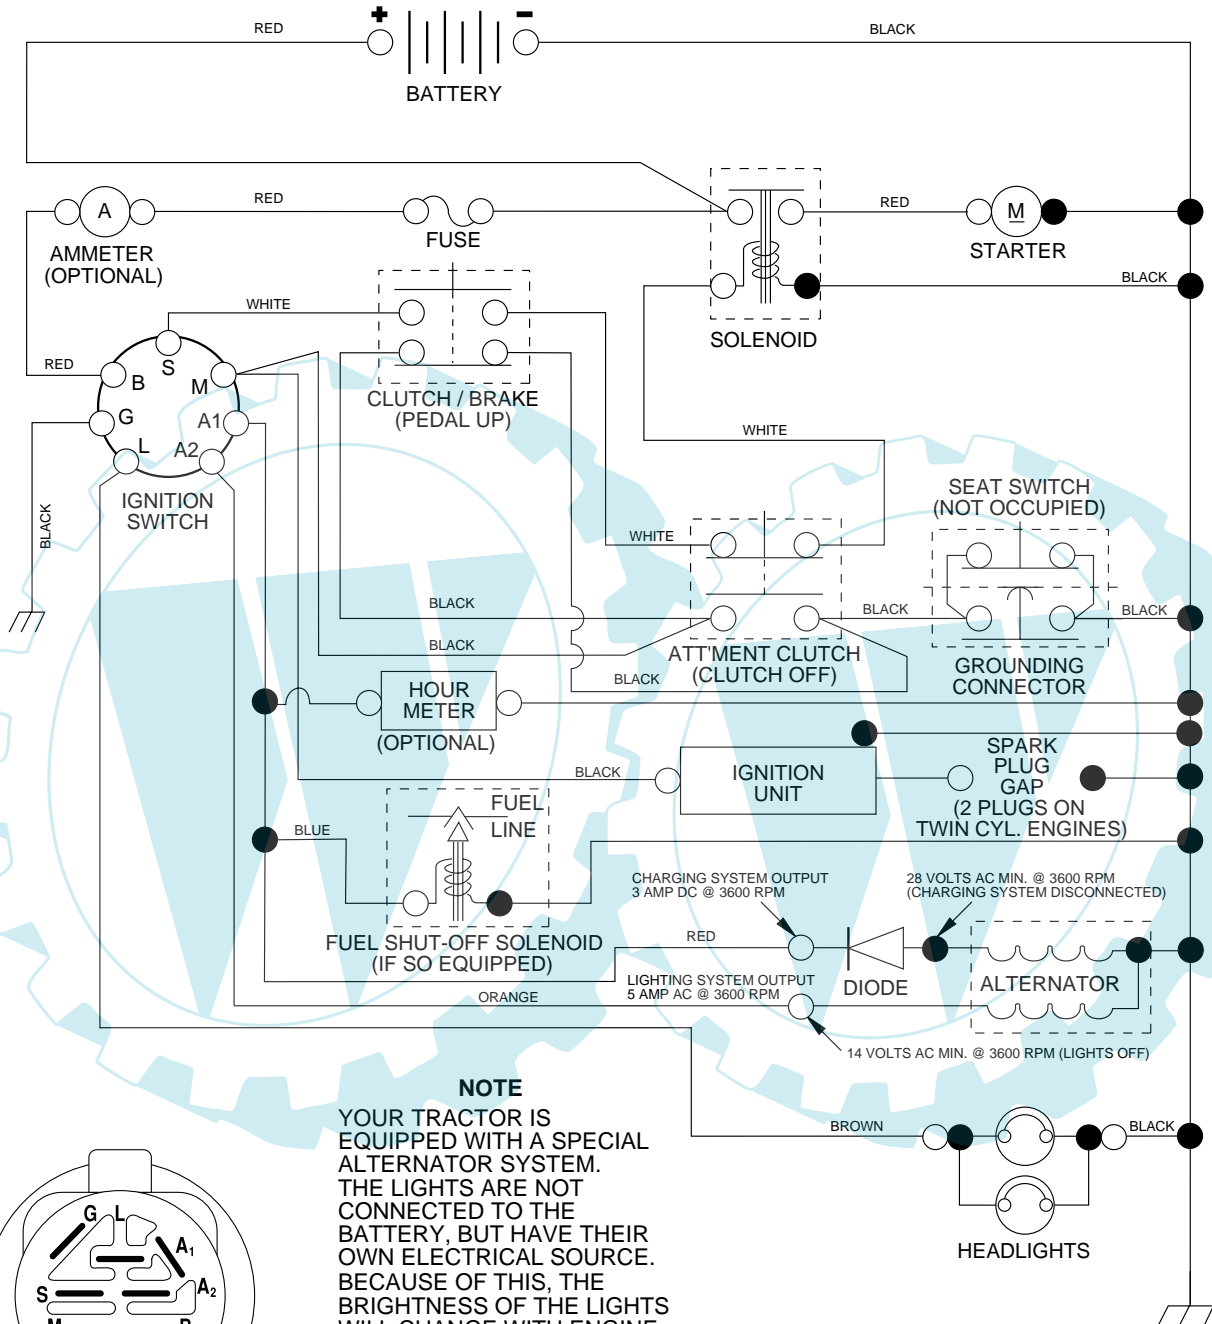 + -
RED
BLACK
BATTERY
RED
RED
A
M
AMMETER
(OPTIONAL)
FUSE
STARTER
BLACK
WHITE
SOLENOID
RED
S
B
M
G
A1
L
A2
CLUTCH / BRAKE
(PEDAL UP)
WHITE
IGNITION
SWITCH
BLACK
SEAT SWITCH
(NOT OCCUPIED)
WHITE
BLACK
BLACK
BLACK
BLACK
ATT'MENT CLUTCH
(CLUTCH OFF)
GROUNDING
CONNECTOR
BLACK
HOUR
METER
(OPTIONAL)
BLACK
IGNITION
UNIT
SPARK
PLUG
GAP
(2 PLUGS ON
TWIN CYL. ENGINES)
FUEL
LINE
BLUE
CHARGING SYSTEM OUTPUT
3 AMP DC @ 3600 RPM
28 VOLTS AC MIN. @ 3600 RPM
(CHARGING SYSTEM DISCONNECTED)
FUEL SHUT-OFF SOLENOID
(IF SO EQUIPPED)
RED
DIODE
ALTERNATOR
LIGHTING SYSTEM OUTPUT
5 AMP AC @ 3600 RPM
ORANGE
14 VOLTS AC MIN. @ 3600 RPM (LIGHTS OFF)
NOTE
YOUR TRACTOR IS
EQUIPPED WITH A SPECIAL
ALTERNATOR SYSTEM.
THE LIGHTS ARE NOT
CONNECTED TO THE
BATTERY, BUT HAVE THEIR
OWN ELECTRICAL SOURCE.
BECAUSE OF THIS, THE
BRIGHTNESS OF THE LIGHTS
WILL CHANGE WITH ENGINE
BROWN
BLACK
HEADLIGHTS
G L
A1
A2
S
M
B